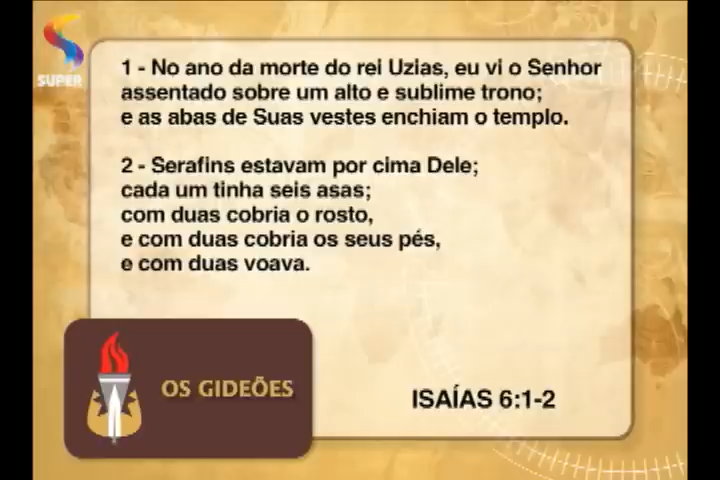 SUPER
1 - No ano da morte do rei Uzias, eu vi o Senhor
assentado sobre um alto e sublime trono;
e as abas de Suas vestes enchiam o templo.
2 - Serafins estavam por cima Dele;
cada um tinha seis asas;
com duas cobria o rosto,
e com duas cobria os seus pés,
e com duas voava.
OS GIDEÕES
ISAÍAS 6:1-2